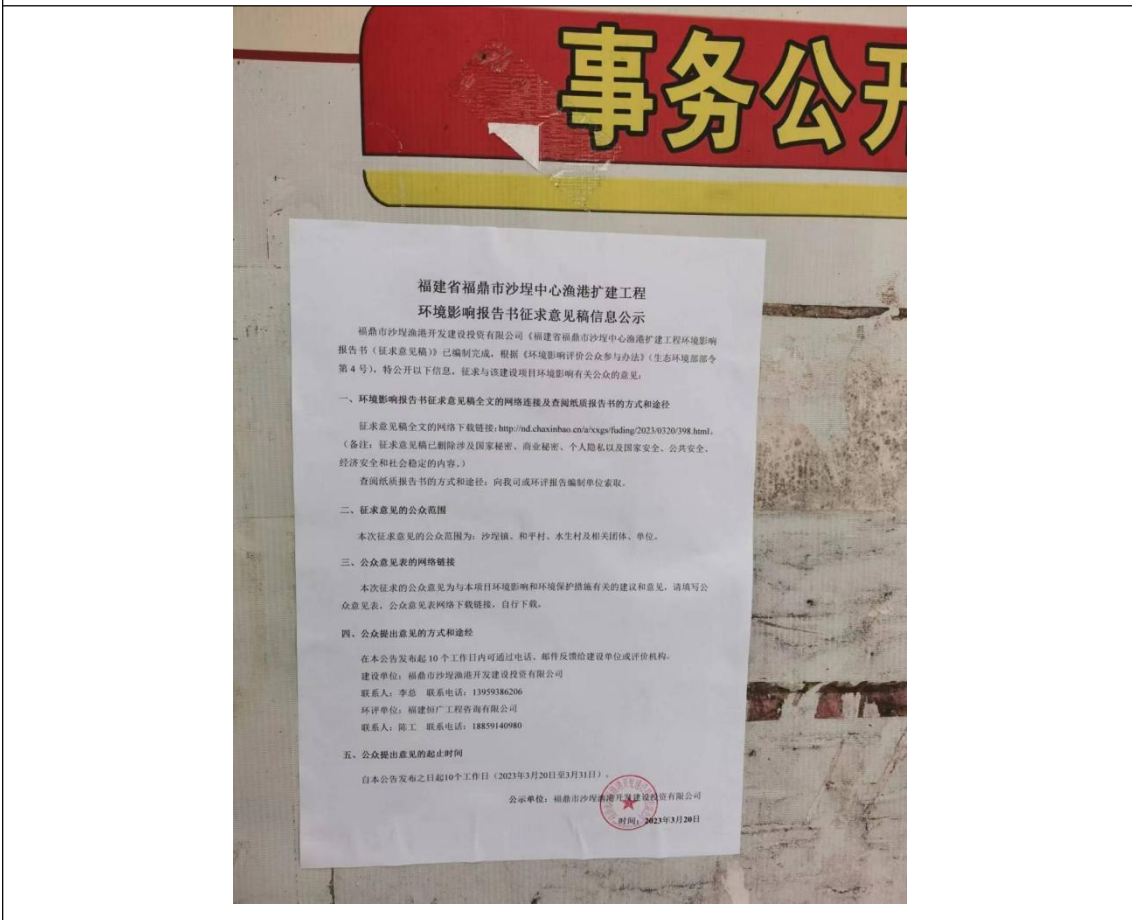 事务公开
福建省福鼎市沙埕中心渔港扩建工程
环境影响报告书征求意见稿信息公示
福鼎市沙埕渔港开发建设投资有限公司《福建省福鼎市沙埕中心渔港扩建工程环境影响
报告书（征求意见稿）》已编制完成，根据《环境影响评价公众参与办法》（生态环境部部令
第 4 号），特公开以下信息，征求与该建设项目环境影响有关公众的意见：
一、环境影响报告书征求意见稿全文的网络连接及查阅纸质报告书的方式和途径
征求意见稿全文的网络下载链接：http://nd.chaxinbao.cn/a/xxgs/fuding/2023/0320/398.html。
（备注：征求意见稿已删除涉及国家秘密、商业秘密、个人隐私以及国家安全、公共安全、
经济安全和社会稳定的内容。）
查阅纸质报告书的方式和途径：向我司或环评报告编制单位索取。
二、征求意见的公众范围
本次征求意见的公众范围为：沙埕镇、和平村、水生村及相关团体、单位。
三、公众意见表的网络链接
本次征求的公众意见为与本项目环境影响和环境保护措施有关的建议和意见，请填写公
众意见表，公众意见表网络下载链接，自行下载。
四、公众提出意见的方式和途经
在本公告发布起 10 个工作日内可通过电话、邮件反馈给建设单位或评价机构。
建设单位：福鼎市沙埕渔港开发建设投资有限公司
联系人：李总 联系电话：13959386206
环评单位：福建恒广工程咨询有限公司
联系人：陈工 联系电话：18859140980
五、公众提出意见的起止时间
自本公告发布之日起10个工作日（2023年3月20日至3月31日）。
公示单位：福鼎市沙埕渔港开发建设投资有限公司
时间：2023年3月20日